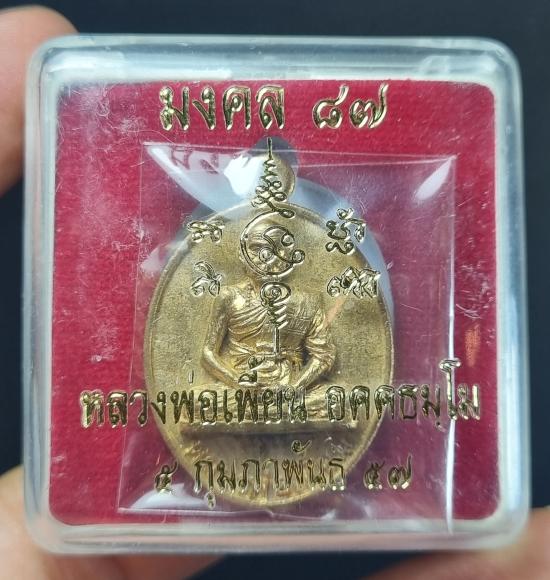 มงคล ๘๗
หลวงพ่อเพี้ยน อคฺคธมฺโม
๕ กุมภาพันธ์ ๕๗